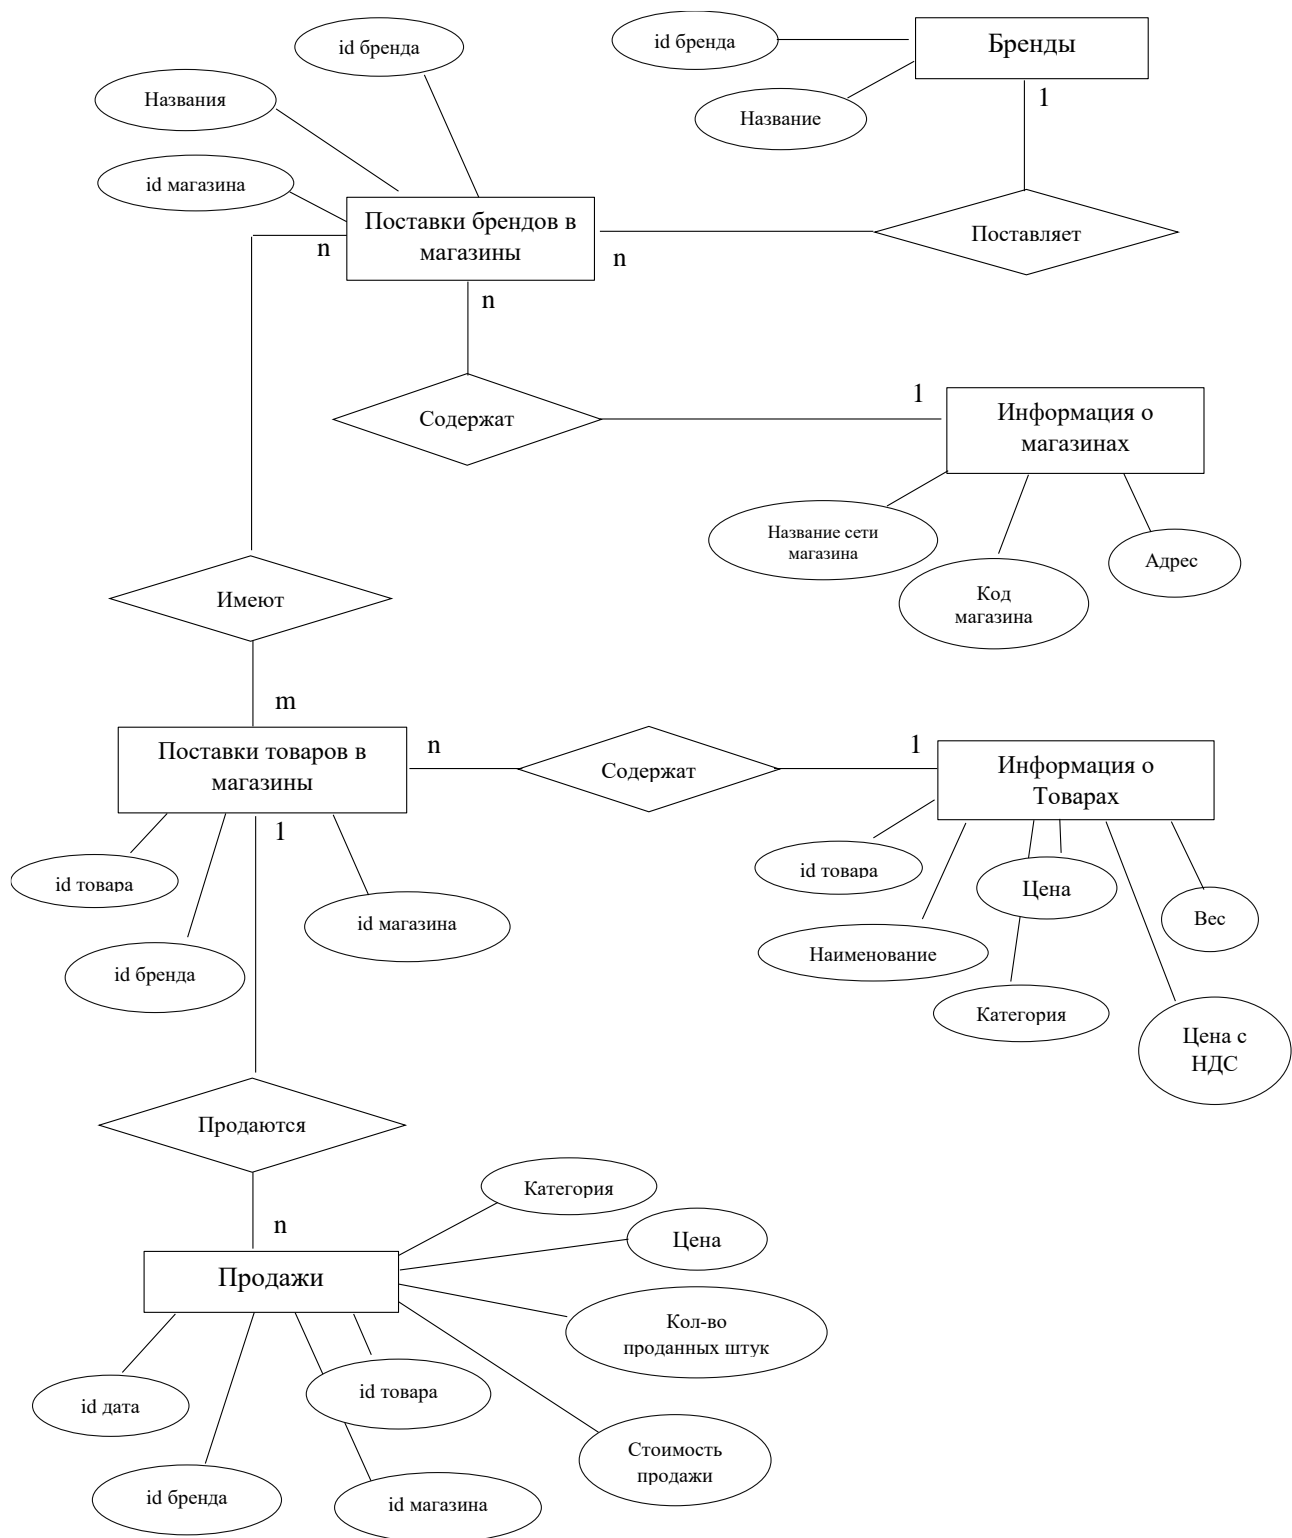 id бренда
Бренды
id бренда
Названия
1
Название
id магазина
Поставки брендов в
магазины
Поставляет
n
n
n
1
Содержат
Информация о
магазинах
Название сети
магазина
Адрес
Код
магазина
Имеют
m
Поставки товаров в
магазины
n
Содержат
1
Информация о
Товарах
1
id товара
id товара
Цена
id магазина
Вес
Наименование
id бренда
Категория
Цена с
НДС
Продаются
Категория
n
Цена
Продажи
Кол-во
проданных штук
id товара
id дата
Стоимость
продажи
id бренда
id магазина